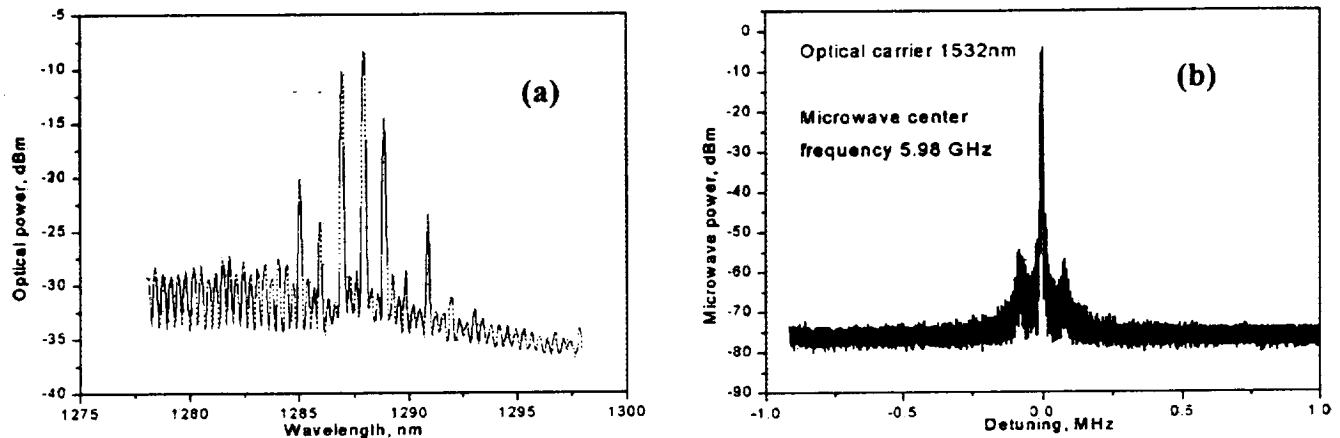 -5
-10
-15
-20
-25
-30
-35
-40
Optical power, dBm
(a)
1275 1280 1285 1290 1295 1300
Wavelength, nm
0
-10
-20
-30
-40
-50
-60
-70
-80
-90
Microwave power, dBm
Optical carrier 1532nm
(b)
Microwave center
frequency 5.98 GHz
-1.0 -0.5 0.0 0.5 1.0
Detuning, MHz